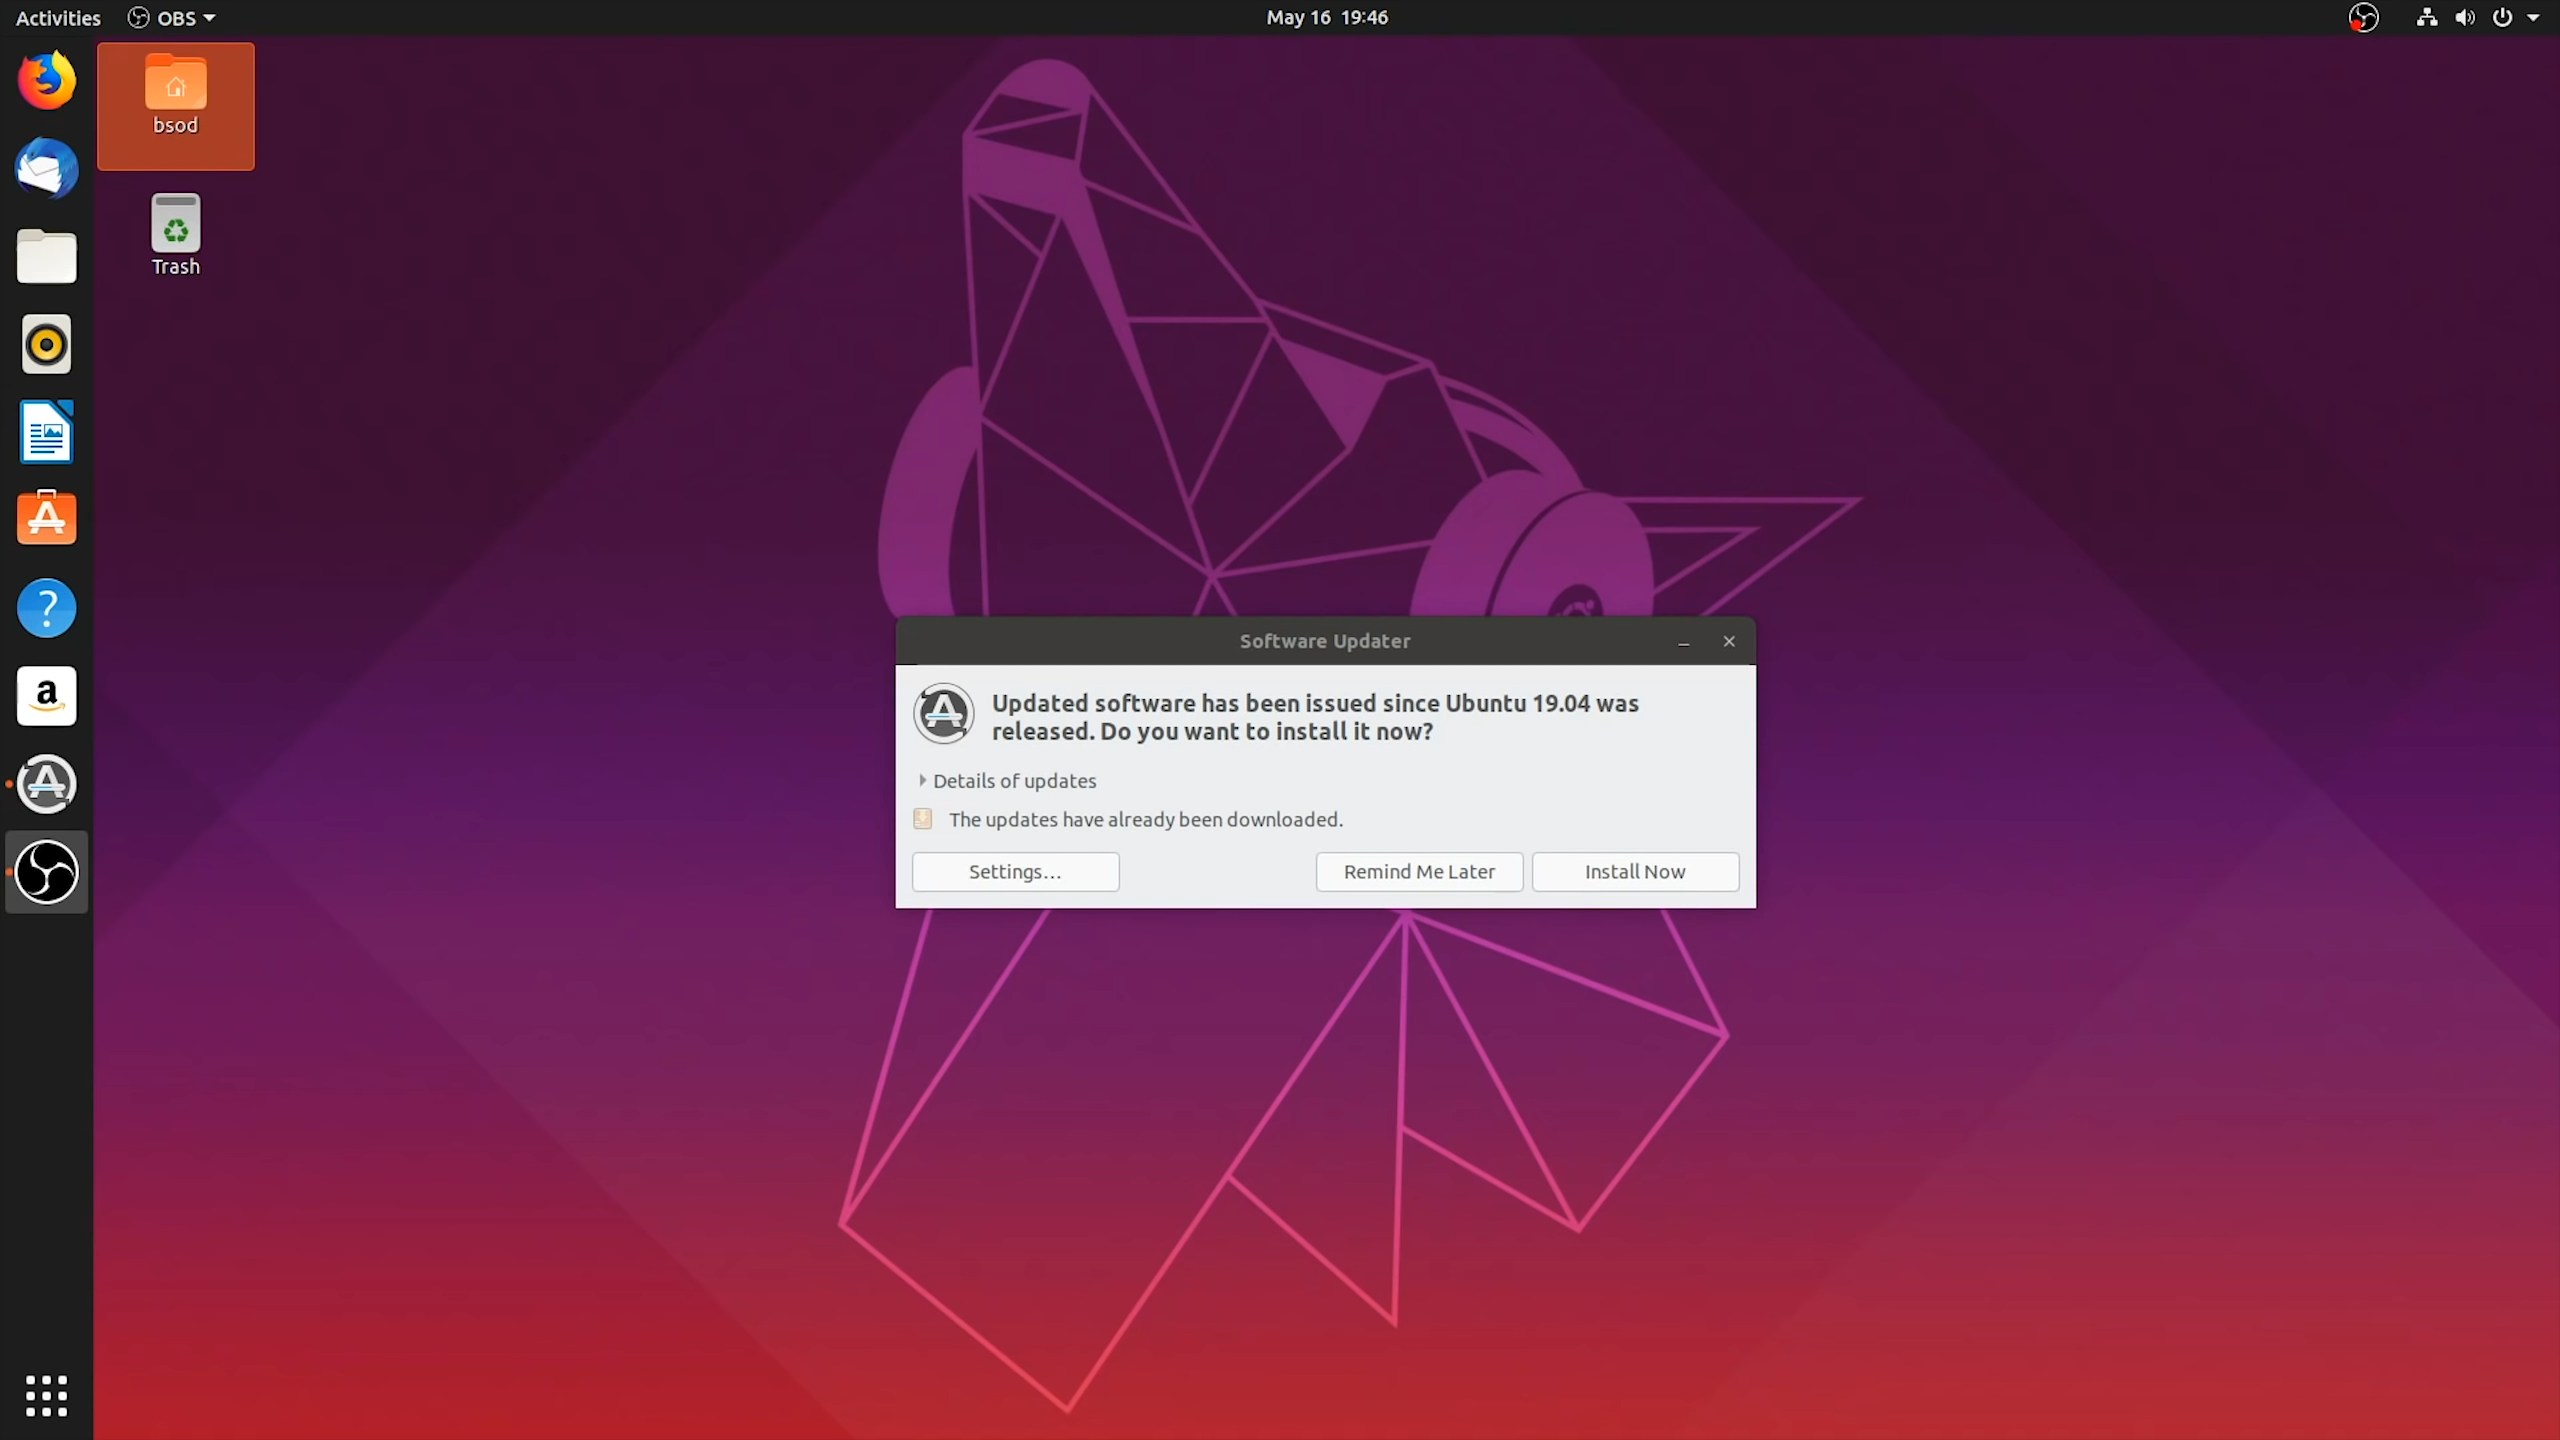 Activities
OBS
May 16 19:46
bsod
Trash
Software Updater
Updated software has been issued since Ubuntu 19.04 was
released. Do you want to install it now?
Details of updates
The updates have already been downloaded.
Settings…
Remind Me Later
Install Now